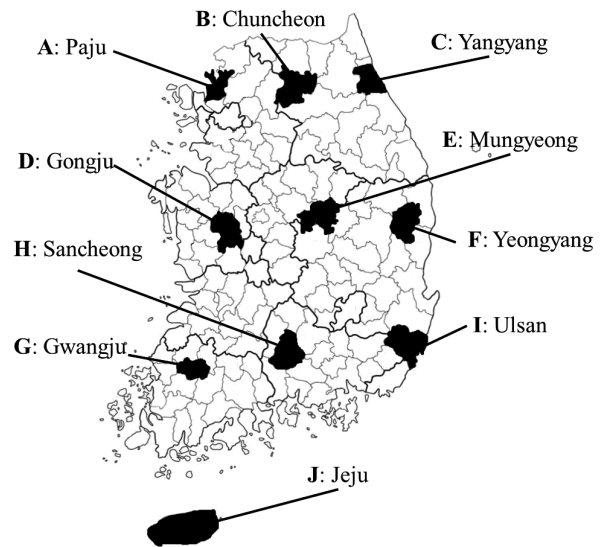 B: Chuncheon
A: Paju
C: Yangyang
E: Mungyeong
D: Gongju
F: Yeongyang
H: Sancheong
I: Ulsan
G: Gwangju
J: Jeju